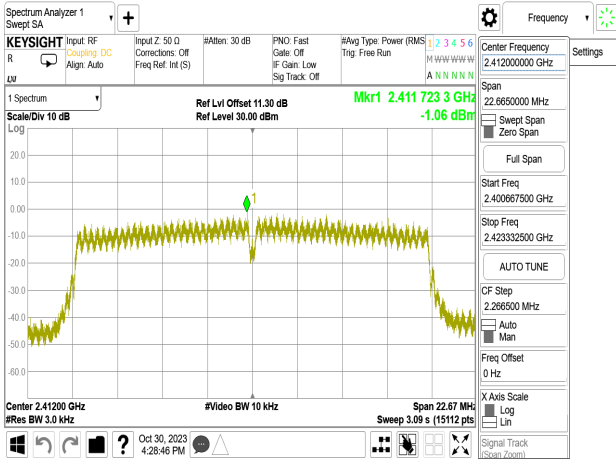 Spectrum Analyzer 1
Swept SA
Frequency
KEYSIGHT
R
Input: RF
Coupling: DC
Align: Auto
Input Z: 50 Ω
Corrections: Off
Freq Ref: Int (S)
#Atten: 30 dB
PNO: Fast
Gate: Off
IF Gain: Low
Sig Track: Off
#Avg Type: Power (RMS
Trig: Free Run
1 2 3 4 5 6
M W W W W W
A N N N N N
1 Spectrum
Scale/Div 10 dB
Ref Lvl Offset 11.30 dB
Ref Level 30.00 dBm
Mkr1 2.411 723 3 GHz
-1.06 dBm
Log
20.0
10.0
0.00
-10.0
-20.0
-30.0
-40.0
-50.0
-60.0
1
Center 2.41200 GHz
#Res BW 3.0 kHz
#Video BW 10 kHz
Span 22.67 MHz
Sweep 3.09 s (15112 pts
Oct 30, 2023
4:28:46 PM
Center Frequency
2.412000000 GHz
Span
22.6650000 MHz
Swept Span
Zero Span
Full Span
Start Freq
2.400667500 GHz
Stop Freq
2.423332500 GHz
AUTO TUNE
CF Step
2.266500 MHz
Auto
Man
Freq Offset
0 Hz
X Axis Scale
Log
Lin
Signal Track
(Span Zoom)
Settings